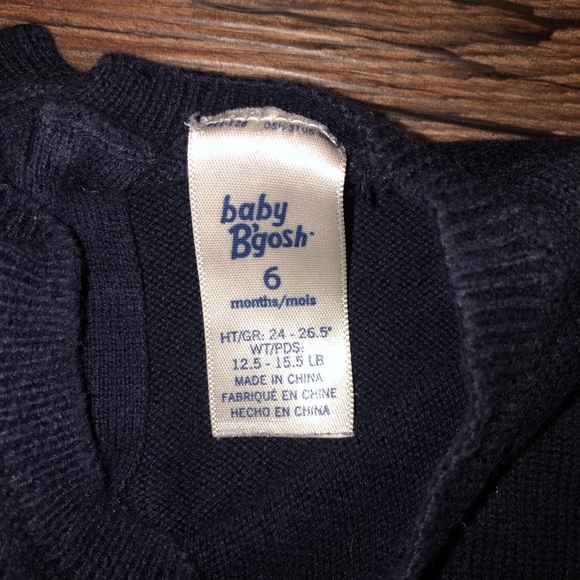 baby
B'gosh
6
months/mois
HT/GR: 24 - 26.5"
WT/PDS:
12.5 - 15.5 LB
MADE IN CHINA
FABRIQUÉ EN CHINE
HECHO EN CHINA